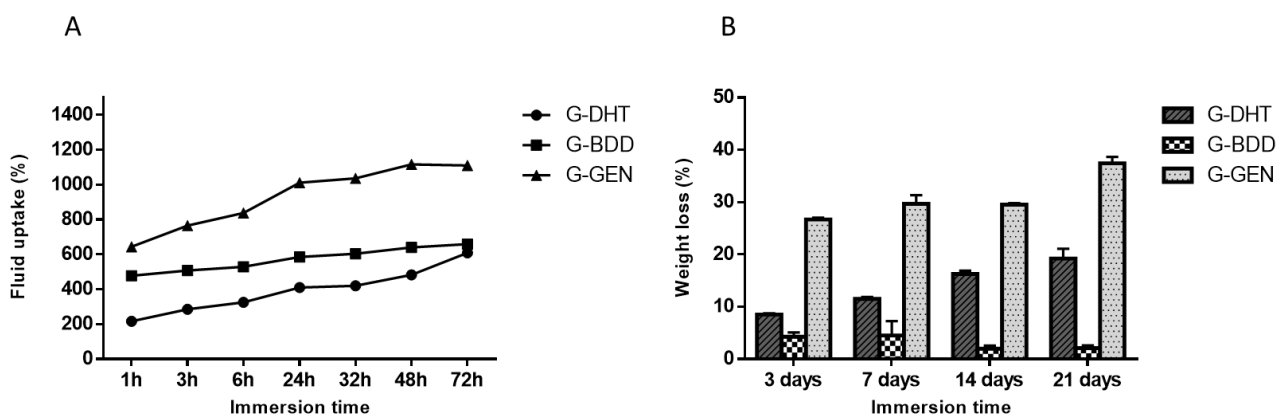 A
Fluid uptake (%)
1400
1200
1000
800
600
400
200
0
1h 3h 6h 24h 32h 48h 72h
Immersion time
G-DHT
G-BDD
G-GEN
B
Weight loss (%)
50
40
30
20
10
0
3 days 7 days 14 days 21 days
Immersion time
G-DHT
G-BDD
G-GEN